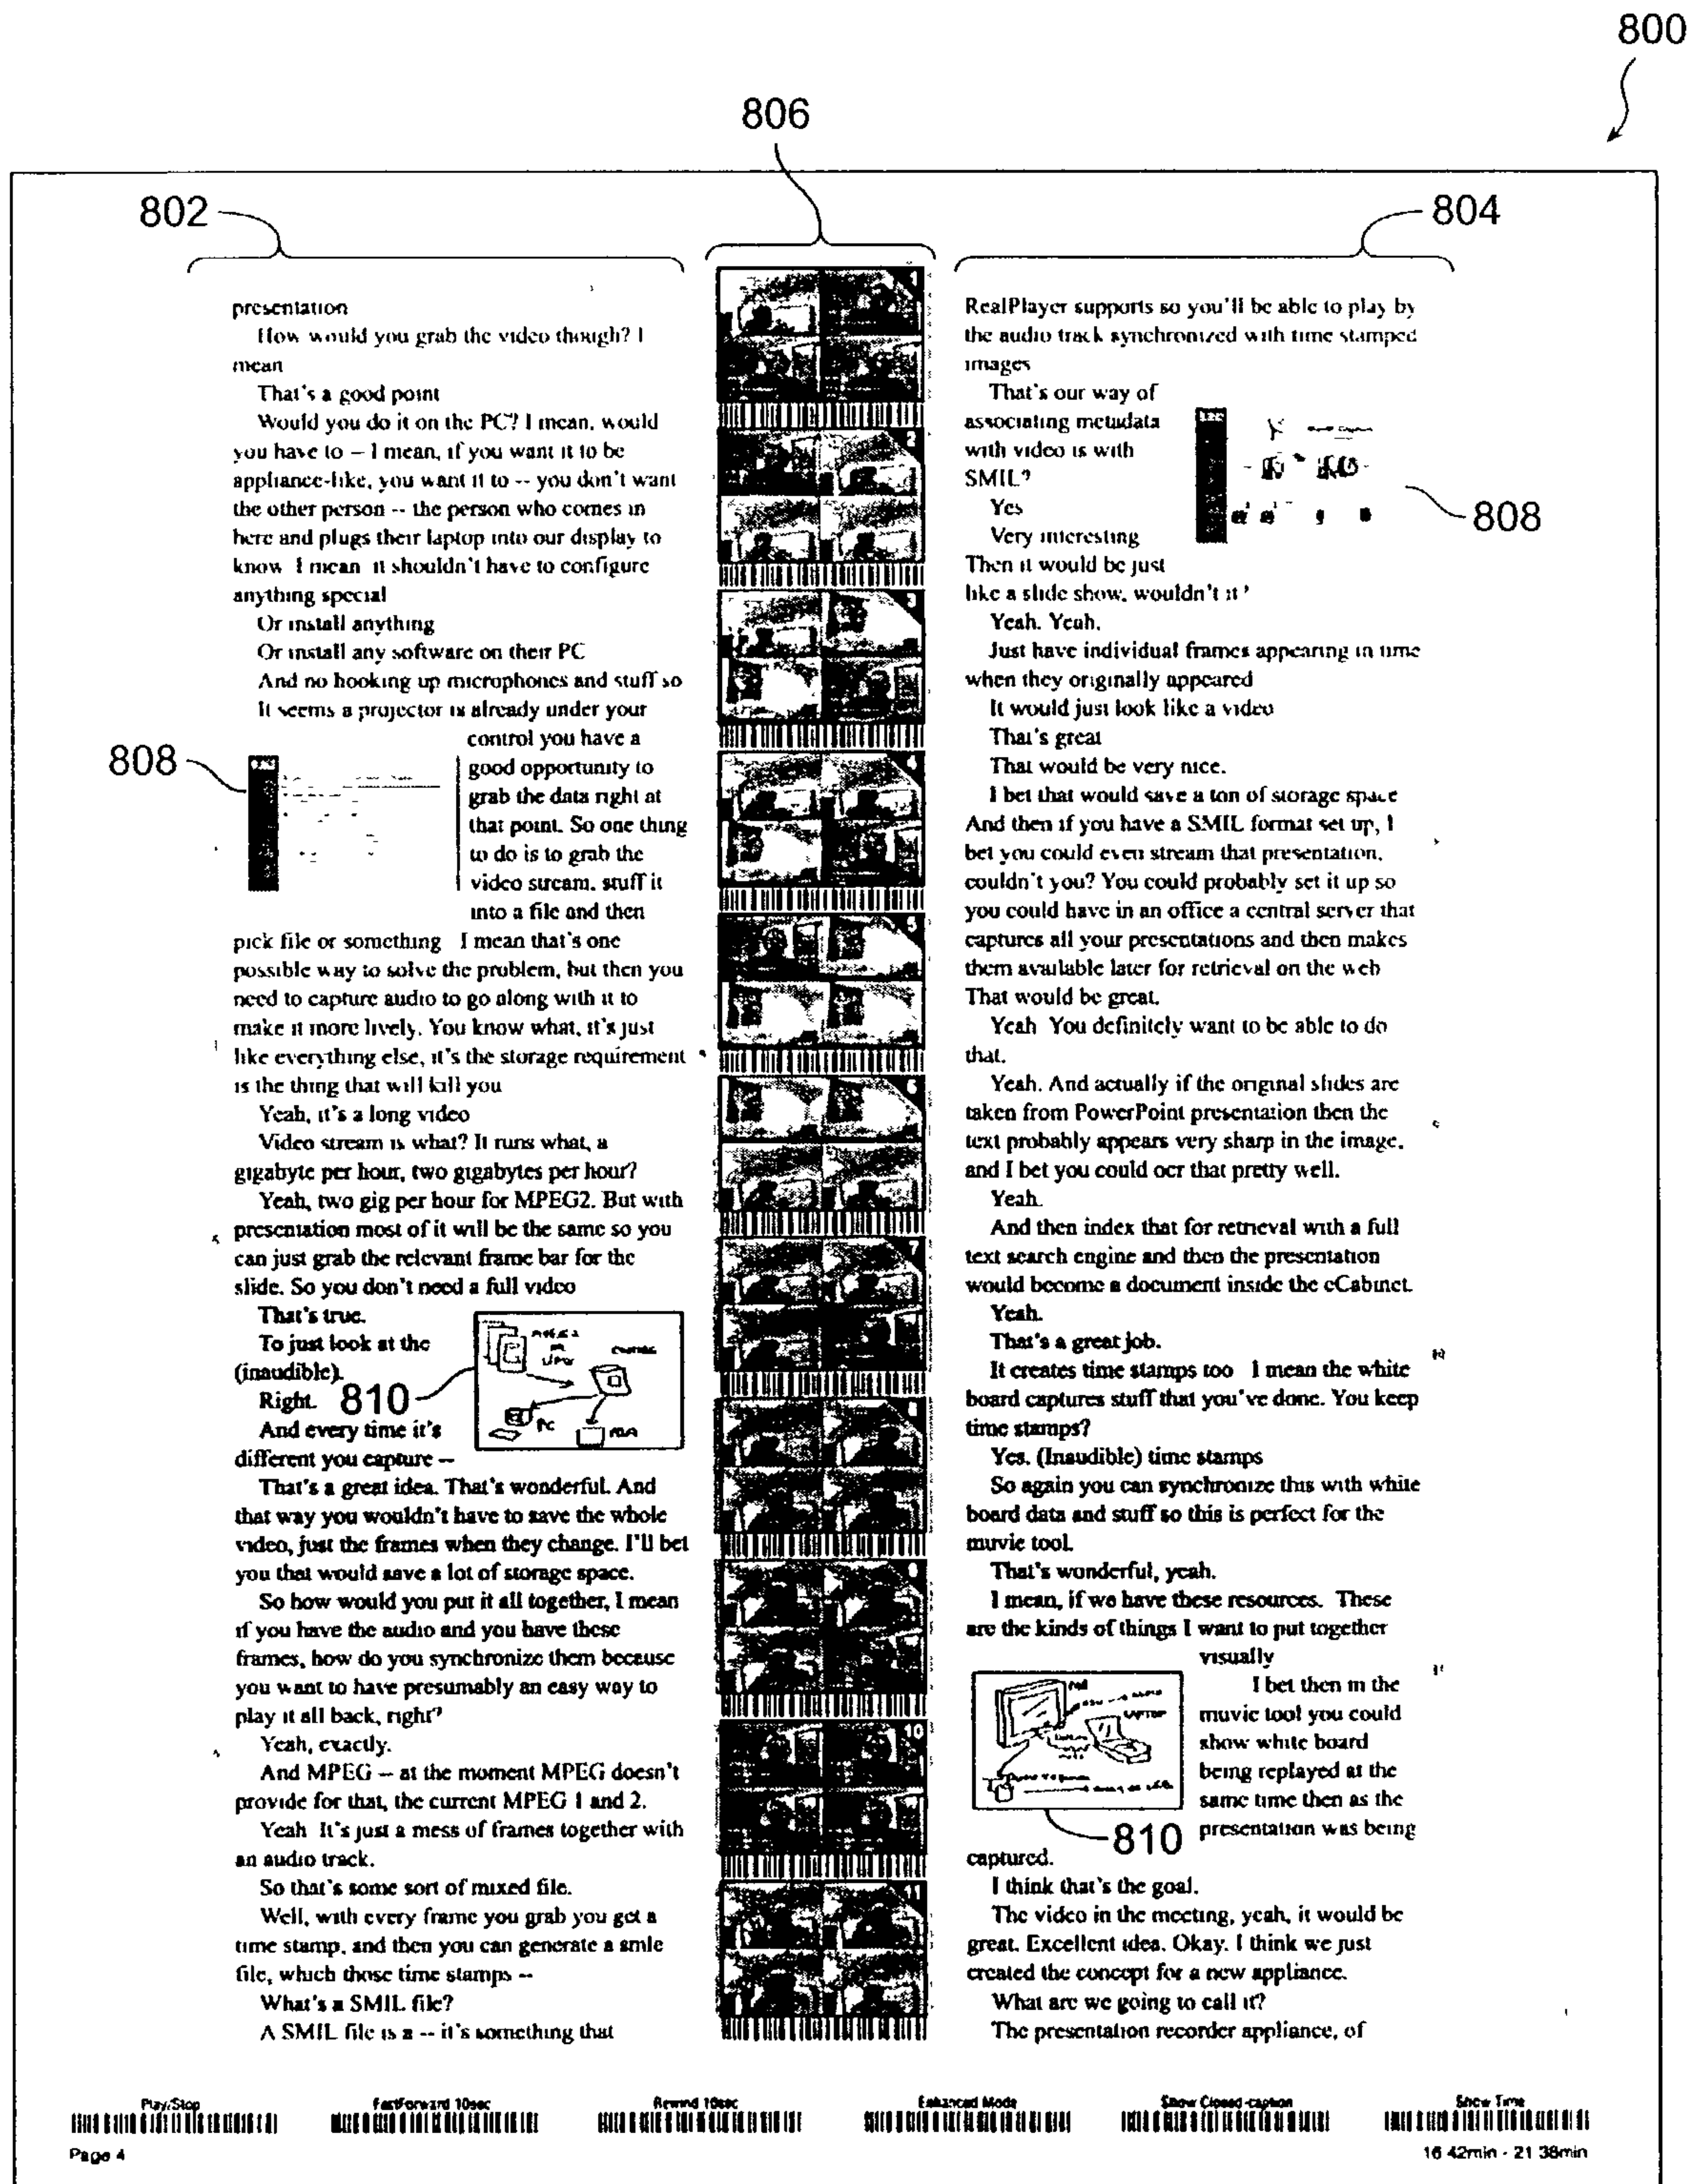 800
806
802
804
presentation
How would you grab the video though? I
mean
That's a good point
Would you do it on the PC? I mean, would
you have to – I mean, if you want it to be
appliance-like, you want it to -- you don't want
the other person -- the person who comes in
here and plugs their laptop into our display to
know I mean it shouldn't have to configure
anything special
Or install anything
Or install any software on their PC
And no hooking up microphones and stuff so
It seems a projector is already under your
control you have a
808
good opportunity to
grab the data right at
that point. So one thing
to do is to grab the
video stream, stuff it
into a file and then
pick file or something I mean that's one
possible way to solve the problem, but then you
need to capture audio to go along with it to
make it more lively. You know what, it's just
like everything else, it's the storage requirement
is the thing that will kill you
Yeah, it's a long video
Video stream is what? It runs what, a
gigabyte per hour, two gigabytes per hour?
Yeah, two gig per hour for MPEG2. But with
presentation most of it will be the same so you
can just grab the relevant frame bar for the
slide. So you don't need a full video
That's true.
To just look at the
(inaudible).
Right.
810
PC
PDA
And every time it's
different you capture –
That's a great idea. That's wonderful. And
that way you wouldn't have to save the whole
video, just the frames when they change. I'll bet
you that would save a lot of storage space.
So how would you put it all together, I mean
if you have the audio and you have these
frames, how do you synchronize them because
you want to have presumably an easy way to
play it all back, right?
Yeah, exactly.
And MPEG – at the moment MPEG doesn't
provide for that, the current MPEG 1 and 2.
Yeah It's just a mess of frames together with
an audio track.
So that's some sort of mixed file.
Well, with every frame you grab you get a
time stamp, and then you can generate a smile
file, which those time stamps --
What's a SMIL file?
A SMIL file is a -- it's something that
1
2
3
4
5
6
7
8
9
10
11
RealPlayer supports so you'll be able to play by
the audio track synchronized with time stamped
images
That's our way of
associating metadata
with video is with
SMIL?
Yes
808
Very interesting
Then it would be just
like a slide show, wouldn't it?
Yeah. Yeah.
Just have individual frames appearing in time
when they originally appeared
It would just look like a video
That's great
That would be very nice.
I bet that would save a ton of storage space
And then if you have a SMIL format set up, I
bet you could even stream that presentation,
couldn't you? You could probably set it up so
you could have in an office a central server that
captures all your presentations and then makes
them available later for retrieval on the web
That would be great.
Yeah You definitely want to be able to do
that.
Yeah. And actually if the original slides are
taken from PowerPoint presentation then the
text probably appears very sharp in the image.
and I bet you could ocr that pretty well.
Yeah.
And then index that for retrieval with a full
text search engine and then the presentation
would become a document inside the eCabinet.
Yeah.
That's a great job.
It creates time stamps too I mean the white
board captures stuff that you've done. You keep
time stamps?
Yes. (Inaudible) time stamps
So again you can synchronize this with white
board data and stuff so this is perfect for the
muvie tool.
That's wonderful, yeah.
I mean, if we have these resources. These
are the kinds of things I want to put together
visually
I bet then in the
muvie tool you could
LAPTOP
show white board
being replayed at the
same time then as the
presentation was being
810
captured.
I think that's the goal.
The video in the meeting, yeah, it would be
great. Excellent idea. Okay. I think we just
created the concept for a new appliance.
What are we going to call it?
The presentation recorder appliance, of
Play/Stop
FastForward 10sec
Rewind 10sec
Enhanced Mode
Show Closed-caption
Show Time
Page 4
16 42min - 21 38min